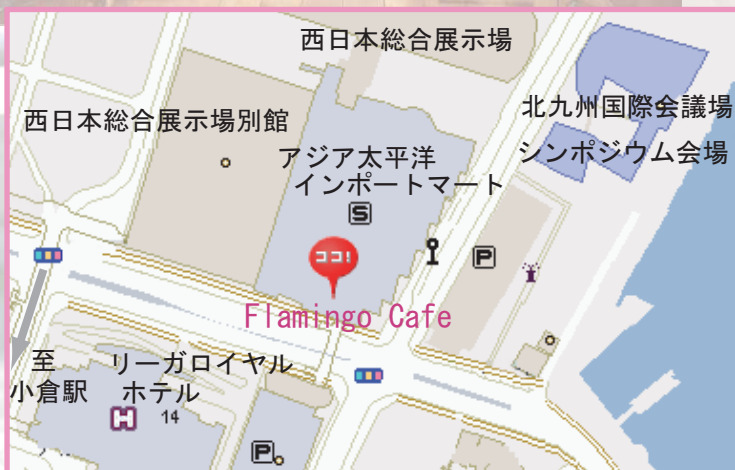 西日本総合展示場
西日本総合展示場別館
北九州国際会議場
アジア太平洋
インポートマート
シンポジウム会場
S
ココ!
P
Flamingo Cafe
至
小倉駅
リーガロイヤル
ホテル
H
14
P